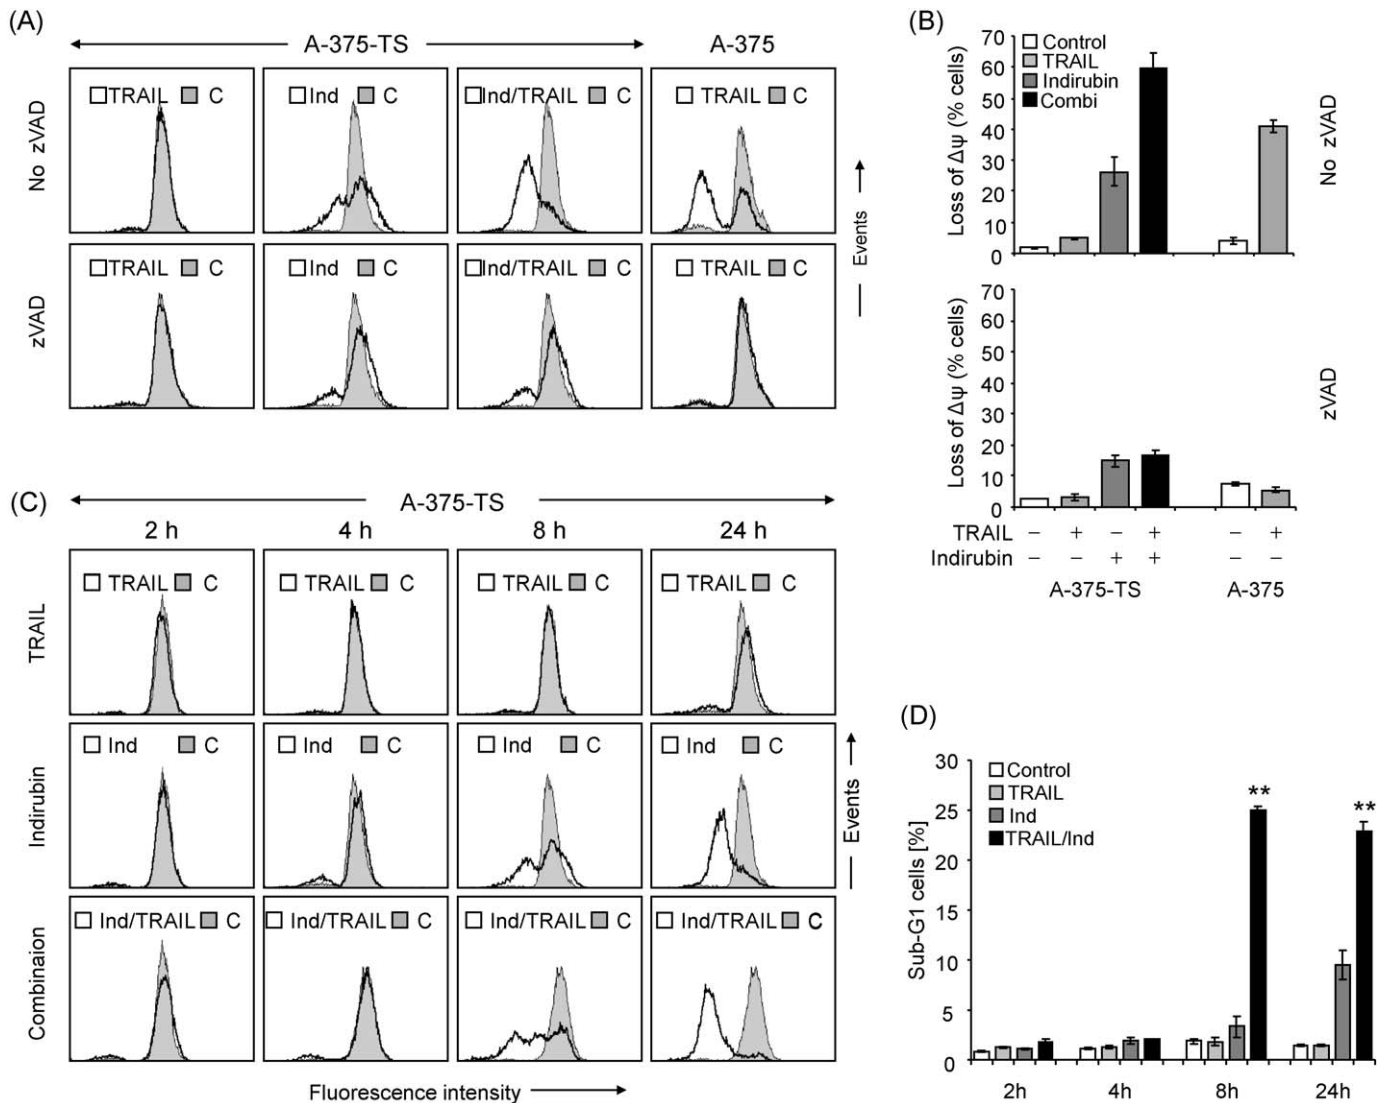 (A)
A-375-TS
A-375
No zVAD
TRAIL C
Ind C
Ind/TRAIL C
TRAIL C
zVAD
TRAIL C
Ind C
Ind/TRAIL C
TRAIL C
Events
(B)
Loss of Δψ (% cells)
70
60
50
40
30
20
10
0
Control
TRAIL
Indirubin
Combi
No zVAD
Loss of Δψ (% cells)
70
60
50
40
30
20
10
0
zVAD
TRAIL − + − + − +
Indirubin − − + + − −
A-375-TS A-375
(C)
A-375-TS
2 h 4 h 8 h 24 h
TRAIL
TRAIL C
TRAIL C
TRAIL C
TRAIL C
Indirubin
Ind C
Ind C
Ind C
Ind C
Combinaion
Ind/TRAIL C
Ind/TRAIL C
Ind/TRAIL C
Ind/TRAIL C
Events
Fluorescence intensity
(D)
Sub-G1 cells [%]
30
25
20
15
10
5
0
Control
TRAIL
Ind
TRAIL/Ind
**
**
2h 4h 8h 24h